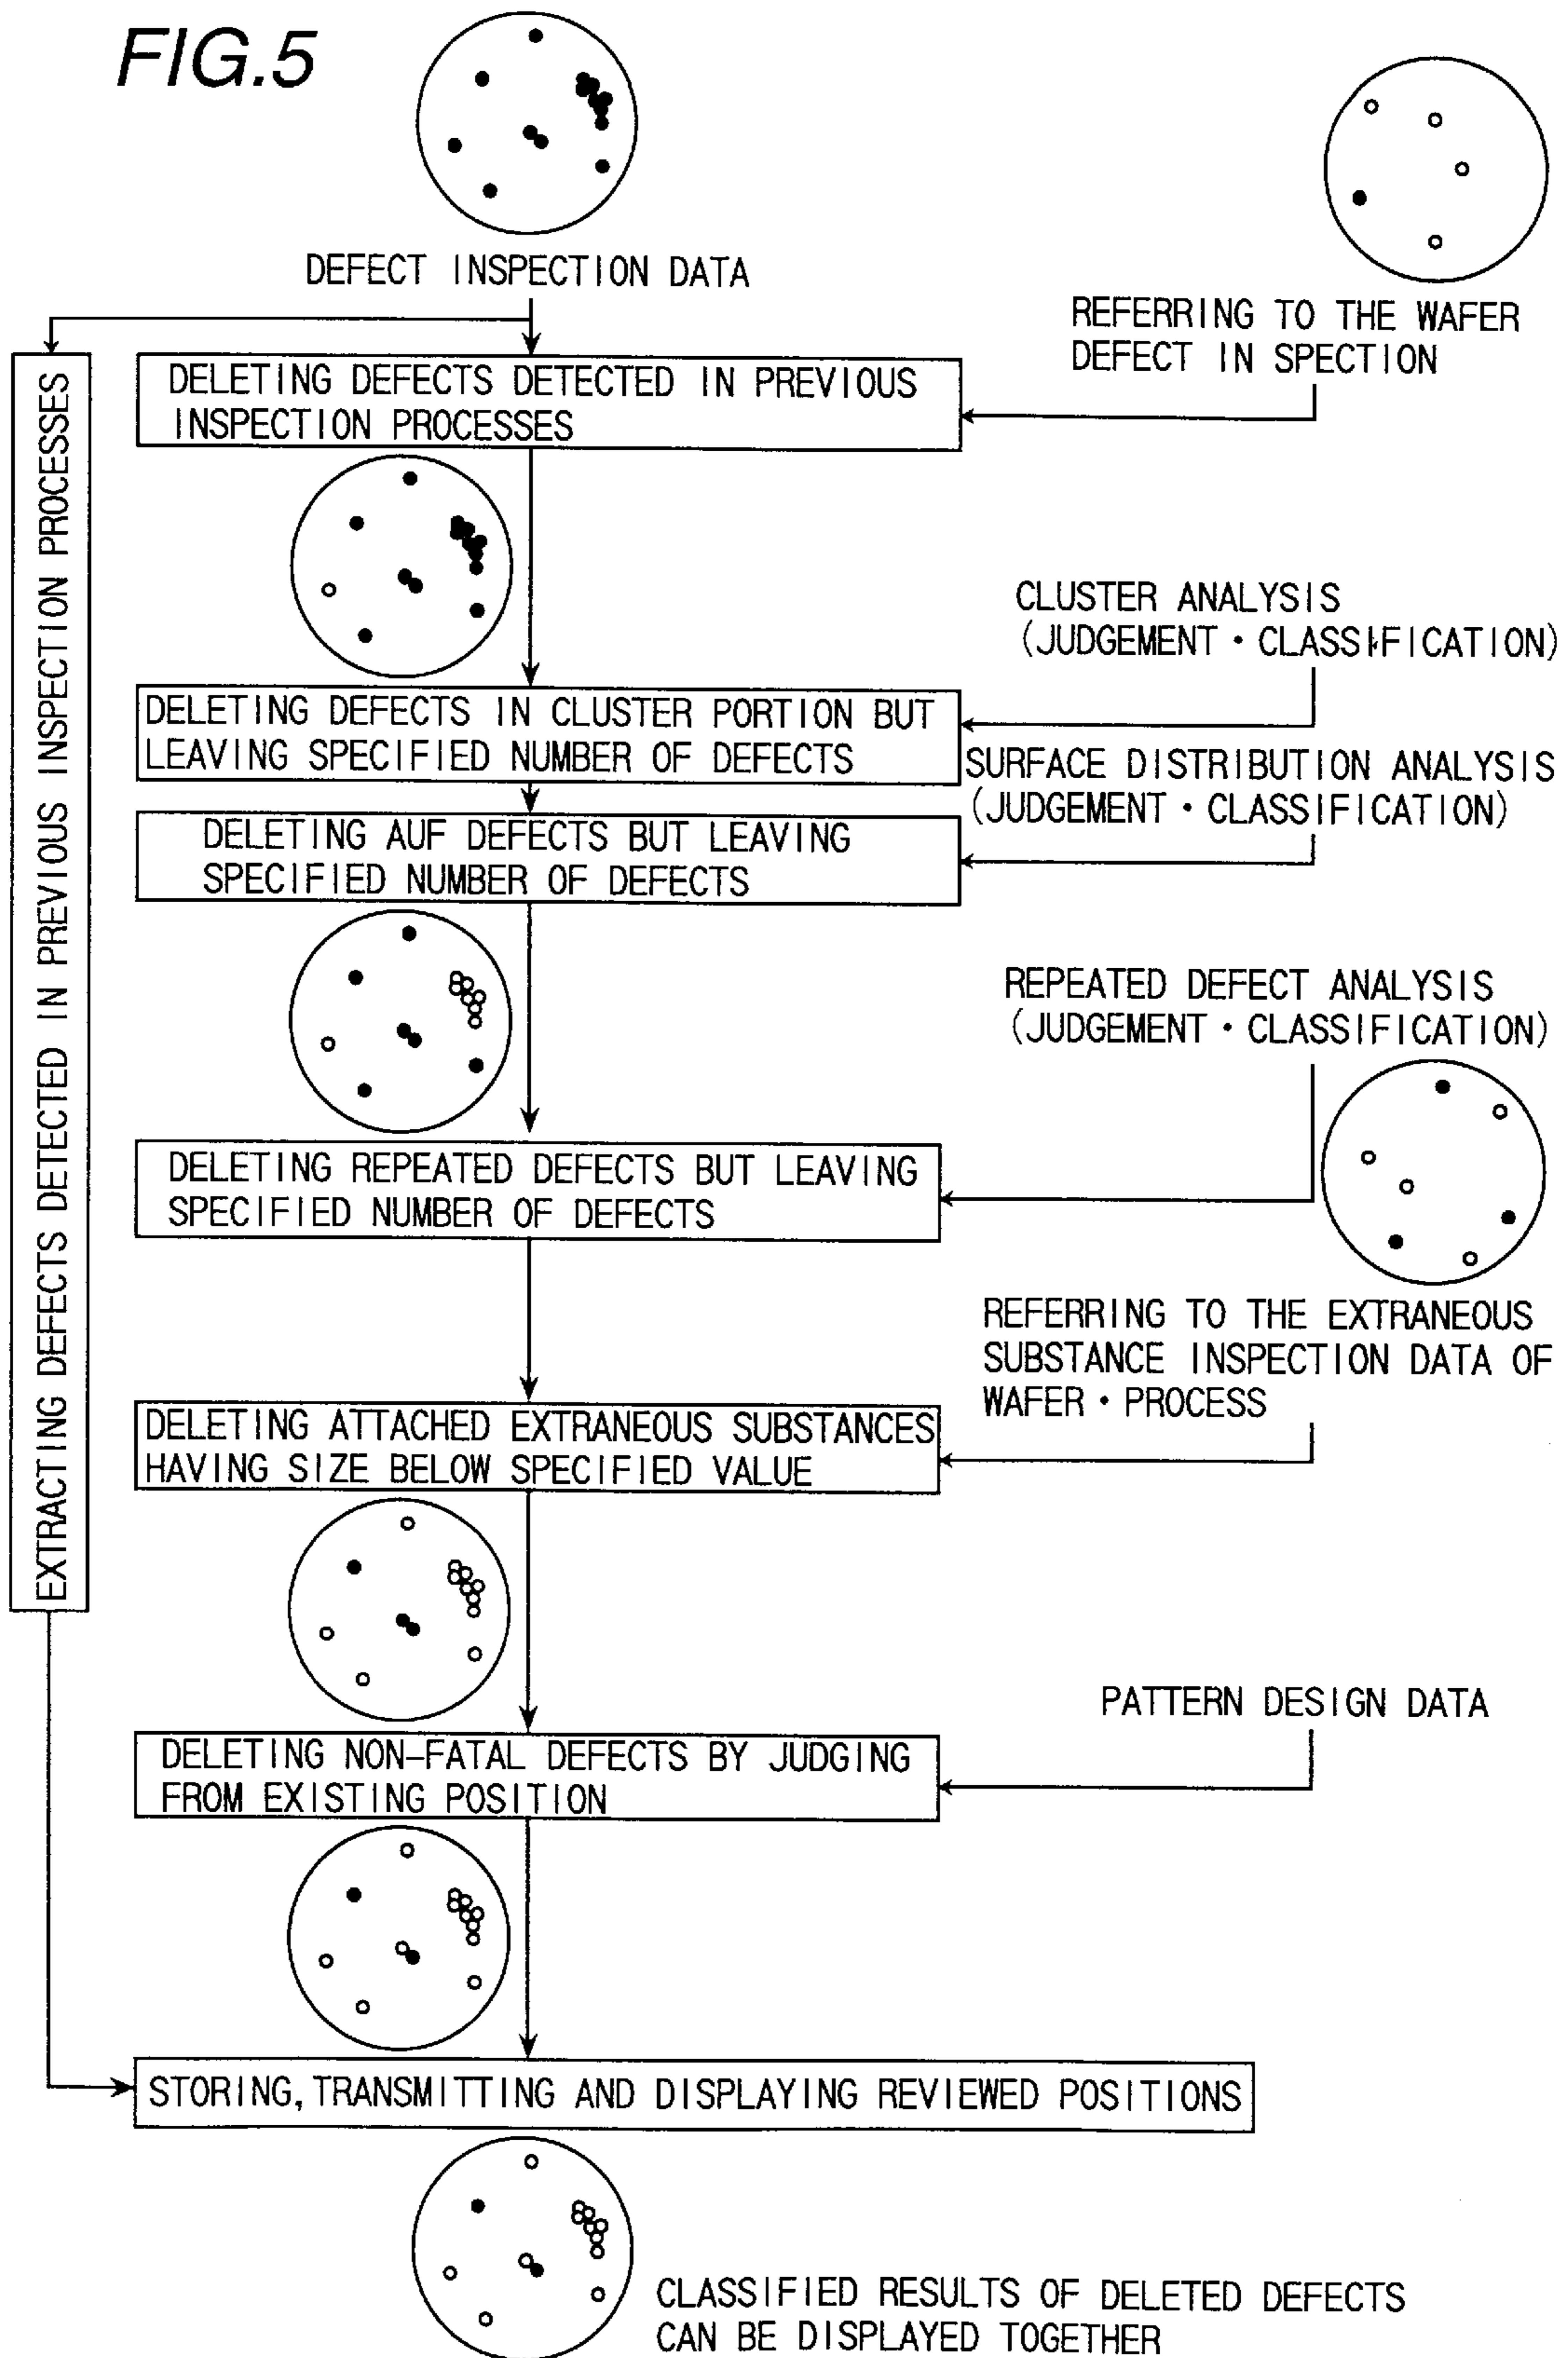 FIG.5
DEFECT INSPECTION DATA
REFERRING TO THE WAFER
DEFECT IN SPECTION
EXTRACTING DEFECTS DETECTED IN PREVIOUS INSPECTION PROCESSES
DELETING DEFECTS DETECTED IN PREVIOUS
INSPECTION PROCESSES
CLUSTER ANALYSIS
(JUDGEMENT・CLASSIFICATION)
DELETING DEFECTS IN CLUSTER PORTION BUT
LEAVING SPECIFIED NUMBER OF DEFECTS
SURFACE DISTRIBUTION ANALYSIS
(JUDGEMENT・CLASSIFICATION)
DELETING AUF DEFECTS BUT LEAVING
SPECIFIED NUMBER OF DEFECTS
REPEATED DEFECT ANALYSIS
(JUDGEMENT・CLASSIFICATION)
DELETING REPEATED DEFECTS BUT LEAVING
SPECIFIED NUMBER OF DEFECTS
REFERRING TO THE EXTRANEOUS
SUBSTANCE INSPECTION DATA OF
WAFER・PROCESS
DELETING ATTACHED EXTRANEOUS SUBSTANCES
HAVING SIZE BELOW SPECIFIED VALUE
PATTERN DESIGN DATA
DELETING NON-FATAL DEFECTS BY JUDGING
FROM EXISTING POSITION
STORING, TRANSMITTING AND DISPLAYING REVIEWED POSITIONS
CLASSIFIED RESULTS OF DELETED DEFECTS
CAN BE DISPLAYED TOGETHER